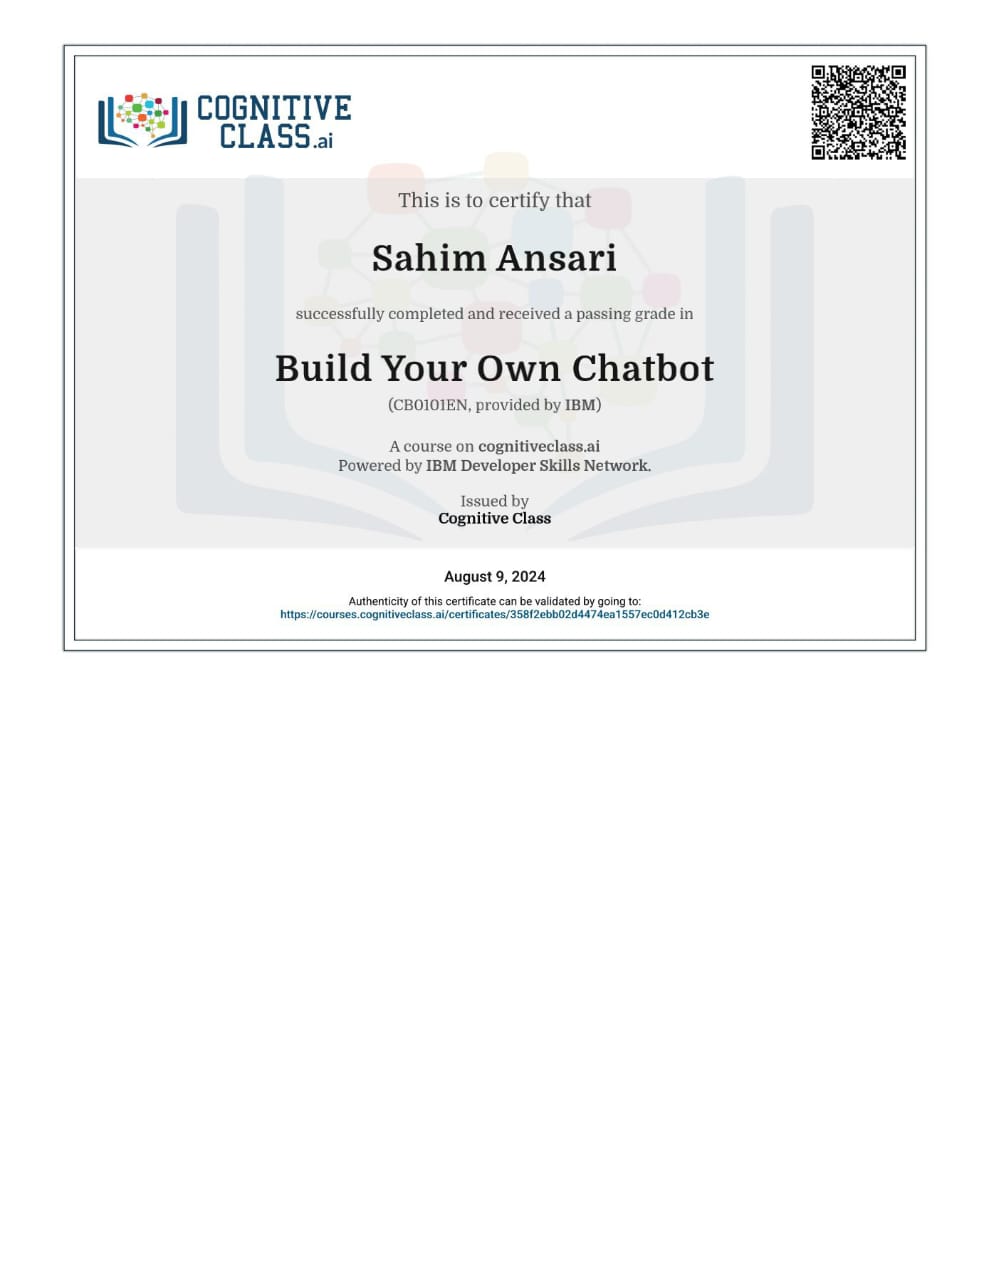 COGNITIVE
CLASS.ai
This is to certify that
Sahim Ansari
successfully completed and received a passing grade in
Build Your Own Chatbot
(CB0101EN, provided by IBM)
A course on cognitiveclass.ai
Powered by IBM Developer Skills Network.
Issued by
Cognitive Class
August 9, 2024
Authenticity of this certificate can be validated by going to:
https://courses.cognitiveclass.ai/certificates/358f2ebb02d4474ea1557ec0d412cb3e